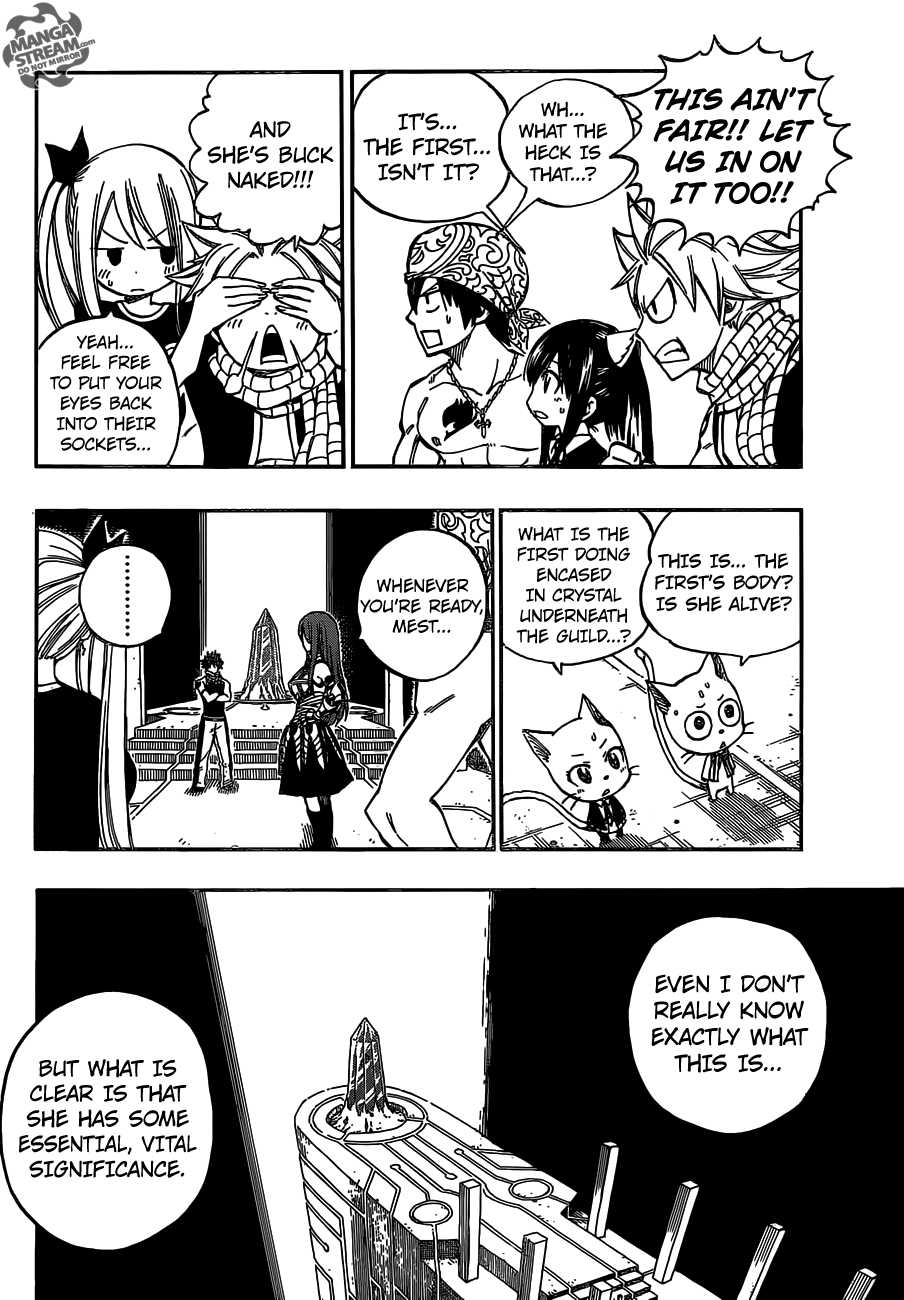 MANGA
STREAM.com
DO NOT MIRROR
THIS AIN'T
FAIR!! LET
US IN ON
IT TOO!!
WH...
WHAT THE
HECK IS
THAT...?
IT'S...
THE FIRST...
ISN'T IT?
AND
SHE'S BUCK
NAKED!!!
YEAH...
FEEL FREE
TO PUT YOUR
EYES BACK
INTO THEIR
SOCKETS...
THIS IS... THE
FIRST'S BODY?
IS SHE ALIVE?
WHAT IS THE
FIRST DOING
ENCASED
IN CRYSTAL
UNDERNEATH
THE GUILD...?
WHENEVER
YOU'RE READY,
MEST...
.........
EVEN I DON'T
REALLY KNOW
EXACTLY WHAT
THIS IS...
BUT WHAT IS
CLEAR IS THAT
SHE HAS SOME
ESSENTIAL, VITAL
SIGNIFICANCE.